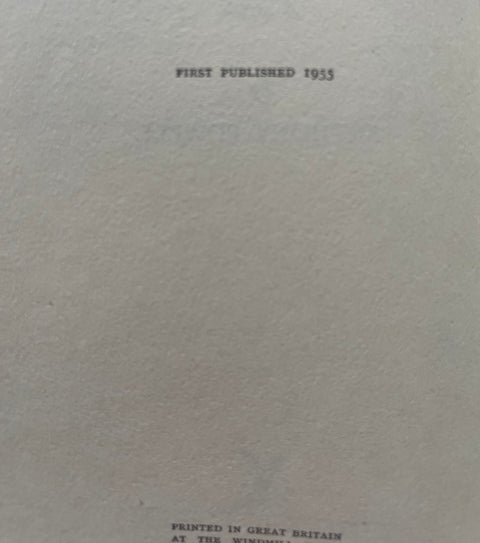 FIRST PUBLISHED 1955
PRINTED IN GREAT BRITAIN
AT THE